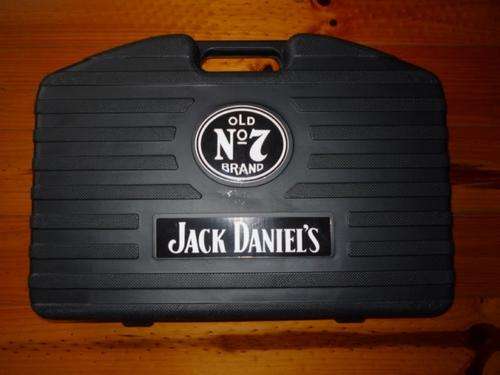 OLD
Nº7
BRAND
JACK DANIEL'S